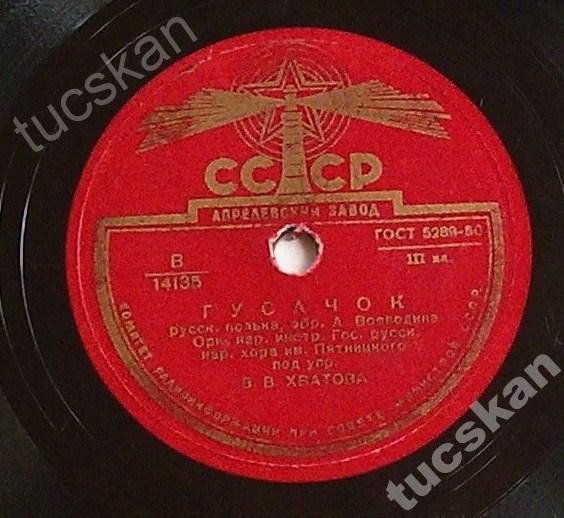 tucskan
СССР
АПРЕЛЕВСКИЙ ЗАВОД
ГОСТ 5289-50
В
14135
III кл.
ГУСАЧОК
русск. полька, обр. А. Воеводина
Орк. нар. инстр. Гос. русск.
нар. хора им. Пятницкого
под упр.
В. В. ХВАТОВА
КОМИТЕТ РАДИОИНФОРМАЦИИ ПРИ СОВЕТЕ МИНИСТРОВ СССР
tucskan